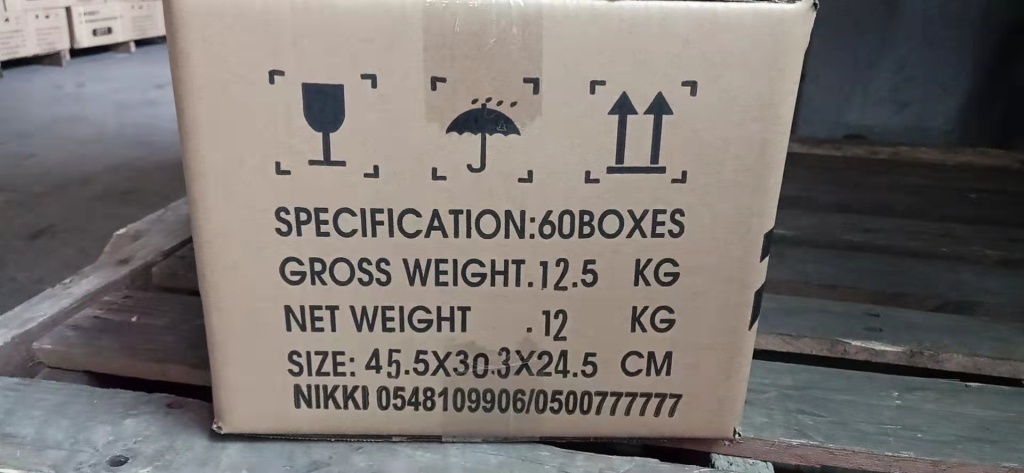 SPECIFICATION:60BOXES
GROSS WEIGHT.12.5 KG
NET WEIGHT .12 KG
SIZE: 45.5X30.3X24.5 CM
NIKKI 0548109906/0500777777